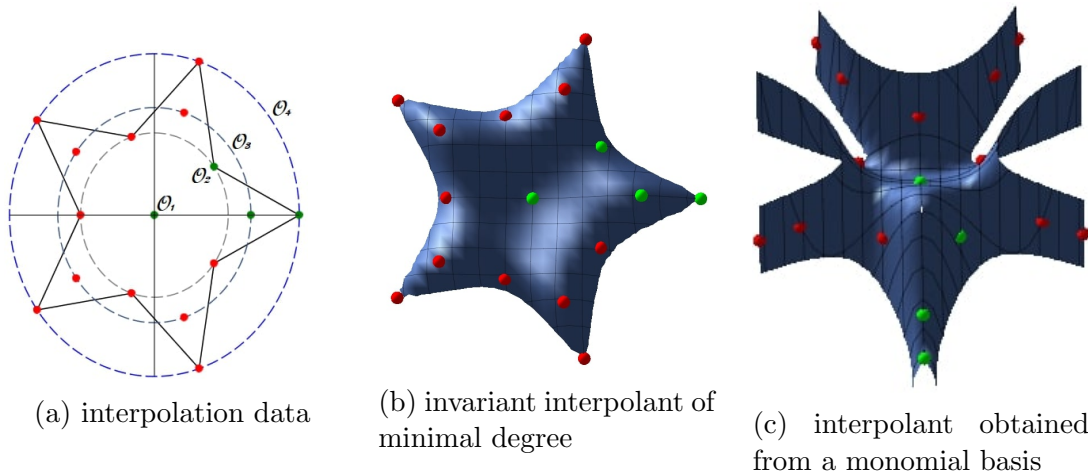 𝒪₄
𝒪₃
𝒪₂
𝒪₁
(a) interpolation data
(b) invariant interpolant of
minimal degree
(c) interpolant obtained
from a monomial basis